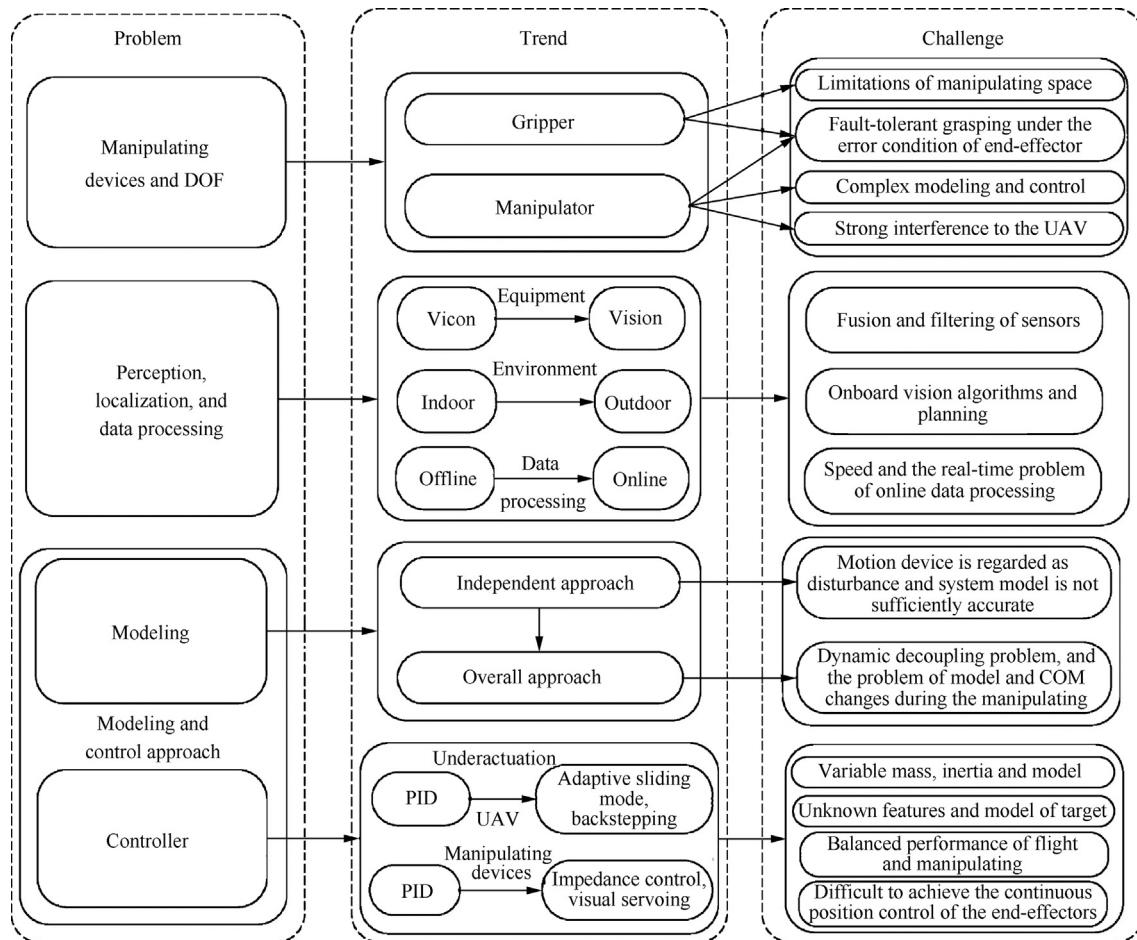 Problem
Trend
Challenge
Manipulating
devices and DOF
Gripper
Manipulator
Limitations of manipulating space
Fault-tolerant grasping under the
error condition of end-effector
Complex modeling and control
Strong interference to the UAV
Perception,
localization, and
data processing
Equipment
Vicon
Vision
Environment
Indoor
Outdoor
Data
Offline
Online
processing
Fusion and filtering of sensors
Onboard vision algorithms and
planning
Speed and the real-time problem
of online data processing
Modeling
Modeling and
control approach
Controller
Independent approach
Overall approach
Motion device is regarded as
disturbance and system model is not
sufficiently accurate
Dynamic decoupling problem, and
the problem of model and COM
changes during the manipulating
Underactuation
PID
UAV
Adaptive sliding
mode,
backstepping
Manipulating
devices
PID
Impedance control,
visual servoing
Variable mass, inertia and model
Unknown features and model of target
Balanced performance of flight
and manipulating
Difficult to achieve the continuous
position control of the end-effectors